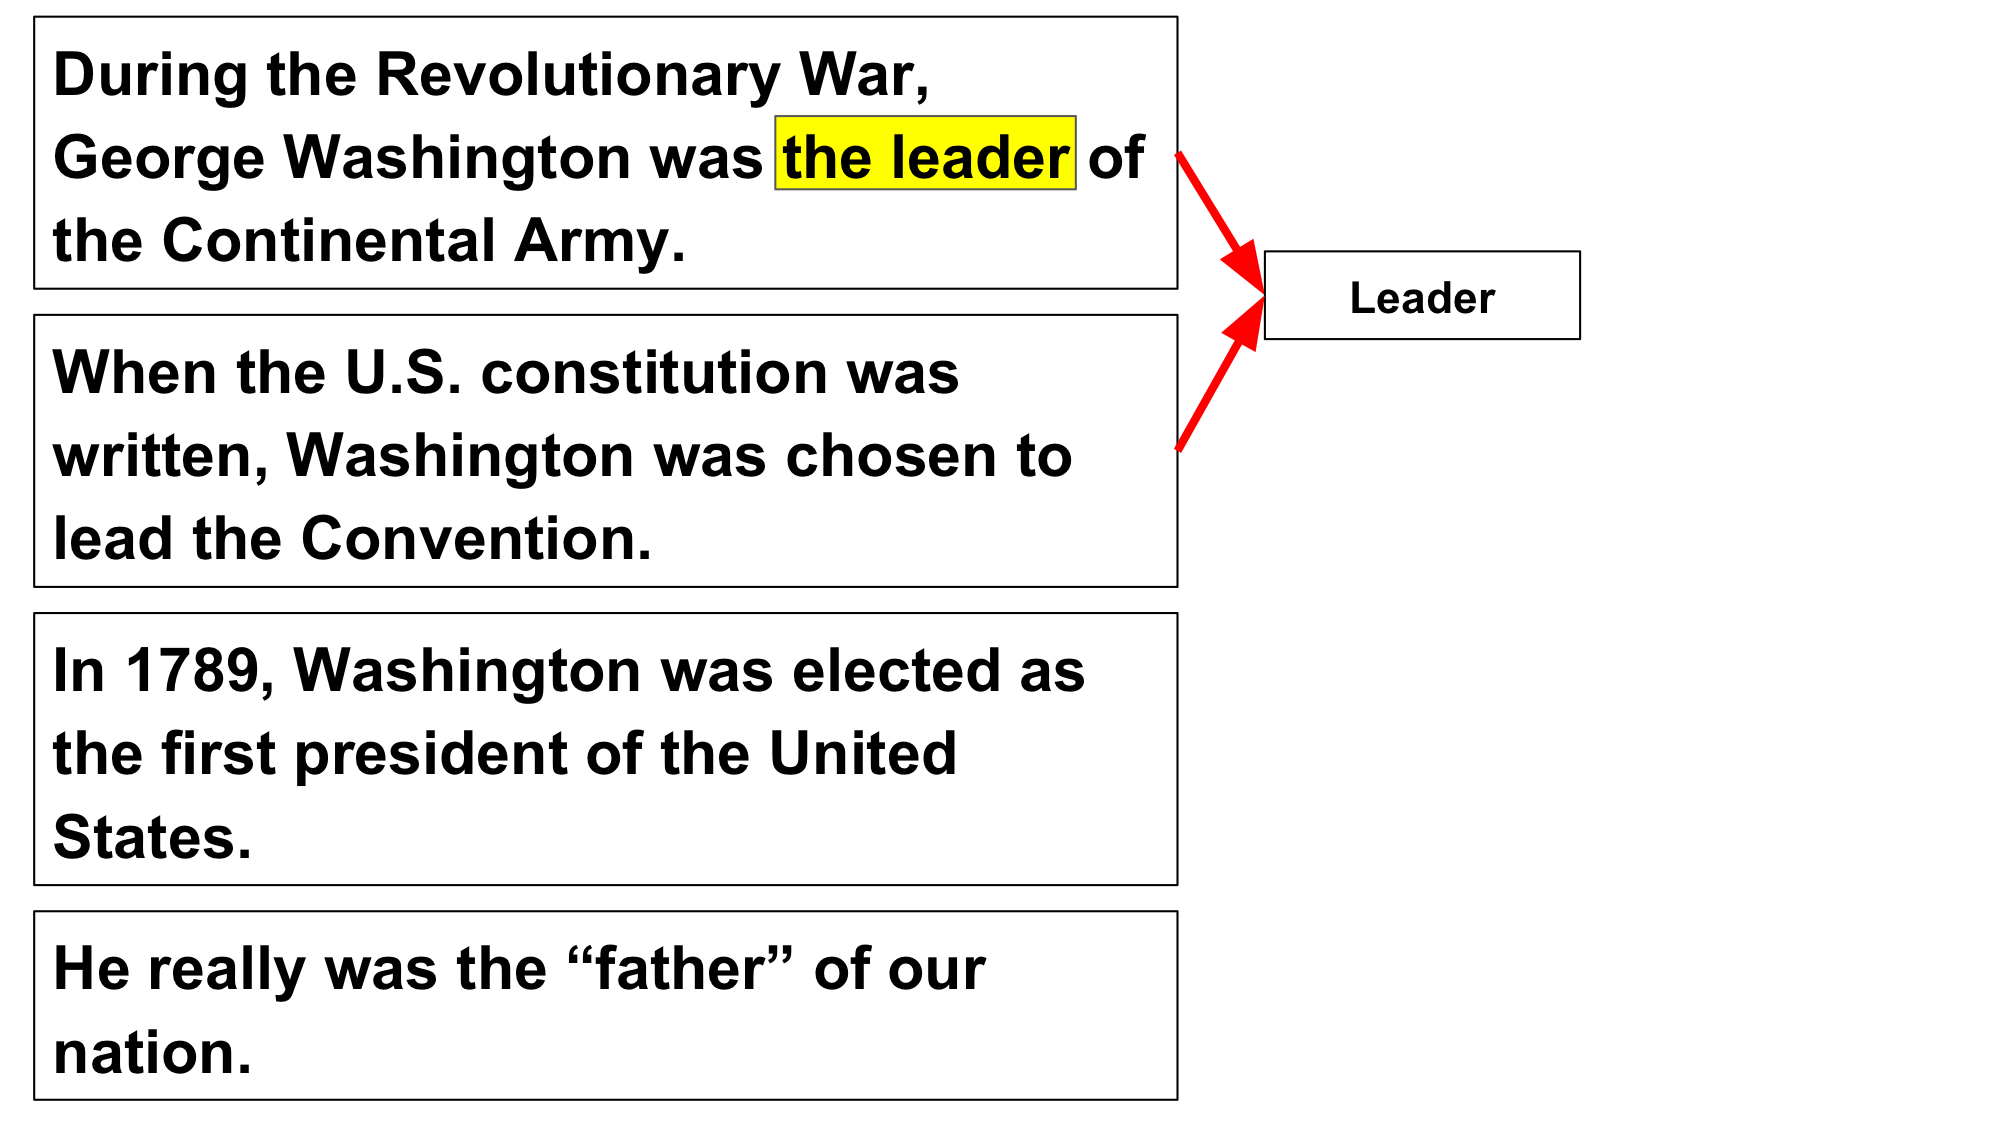 During the Revolutionary War,
George Washington was the leader of
the Continental Army.
Leader
When the U.S. constitution was
written, Washington was chosen to
lead the Convention.
In 1789, Washington was elected as
the first president of the United
States.
He really was the “father” of our
nation.